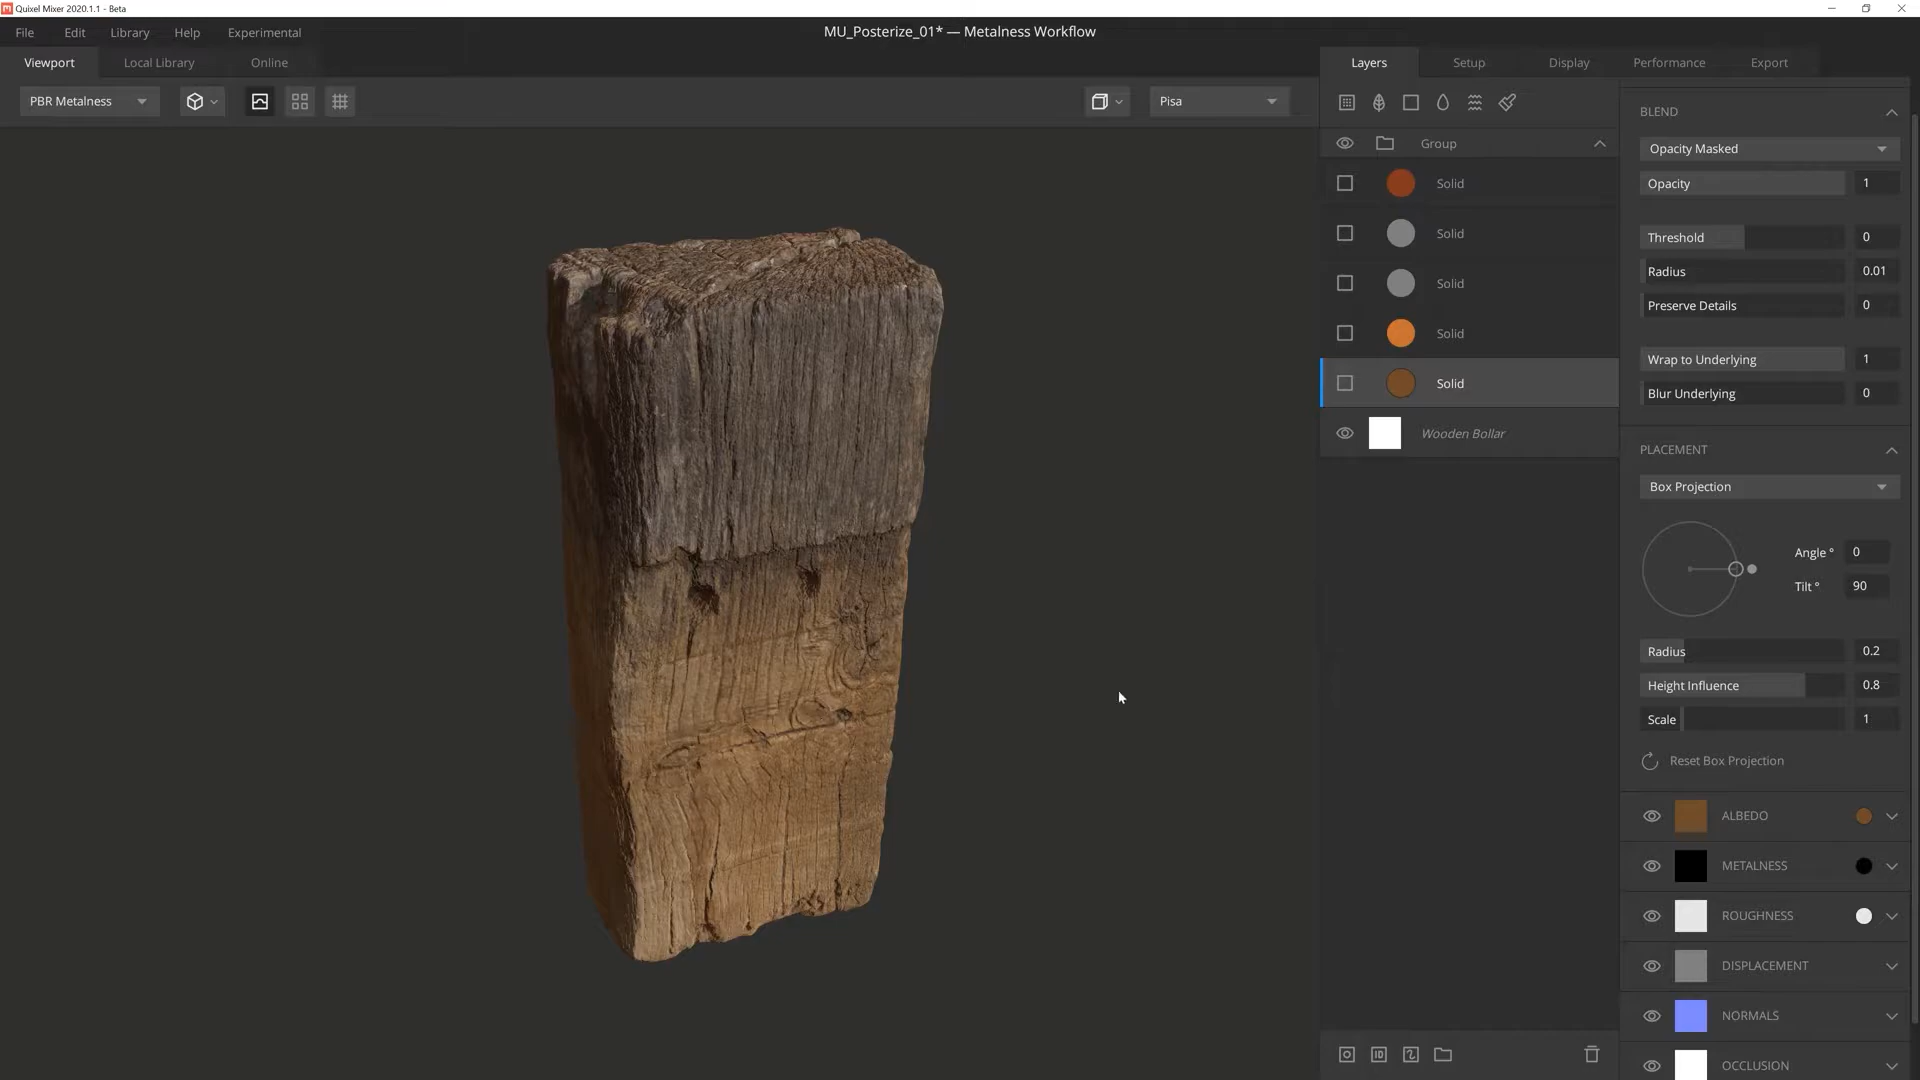 Quixel Mixer 2020.1.1 - Beta
File Edit Library Help Experimental
MU_Posterize_01* — Metalness Workflow
Viewport Local Library Online
Layers Setup Display Performance Export
PBR Metalness
Pisa
Group
Solid
Solid
Solid
Solid
Solid
Wooden Bollar
BLEND
Opacity Masked
Opacity 1
Threshold 0
Radius 0.01
Preserve Details 0
Wrap to Underlying 1
Blur Underlying 0
PLACEMENT
Box Projection
Angle ° 0
Tilt ° 90
Radius 0.2
Height Influence 0.8
Scale 1
Reset Box Projection
ALBEDO
METALNESS
ROUGHNESS
DISPLACEMENT
NORMALS
OCCLUSION